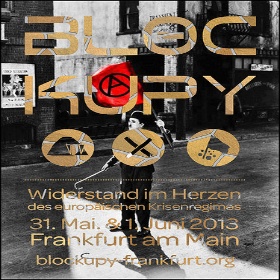 BLOC
KUPY
Widerstand im Herzen
des europäischen Krisenregimes
31. Mai. & 1. Juni 2013
Frankfurt am Main
blockupy-frankfurt.org